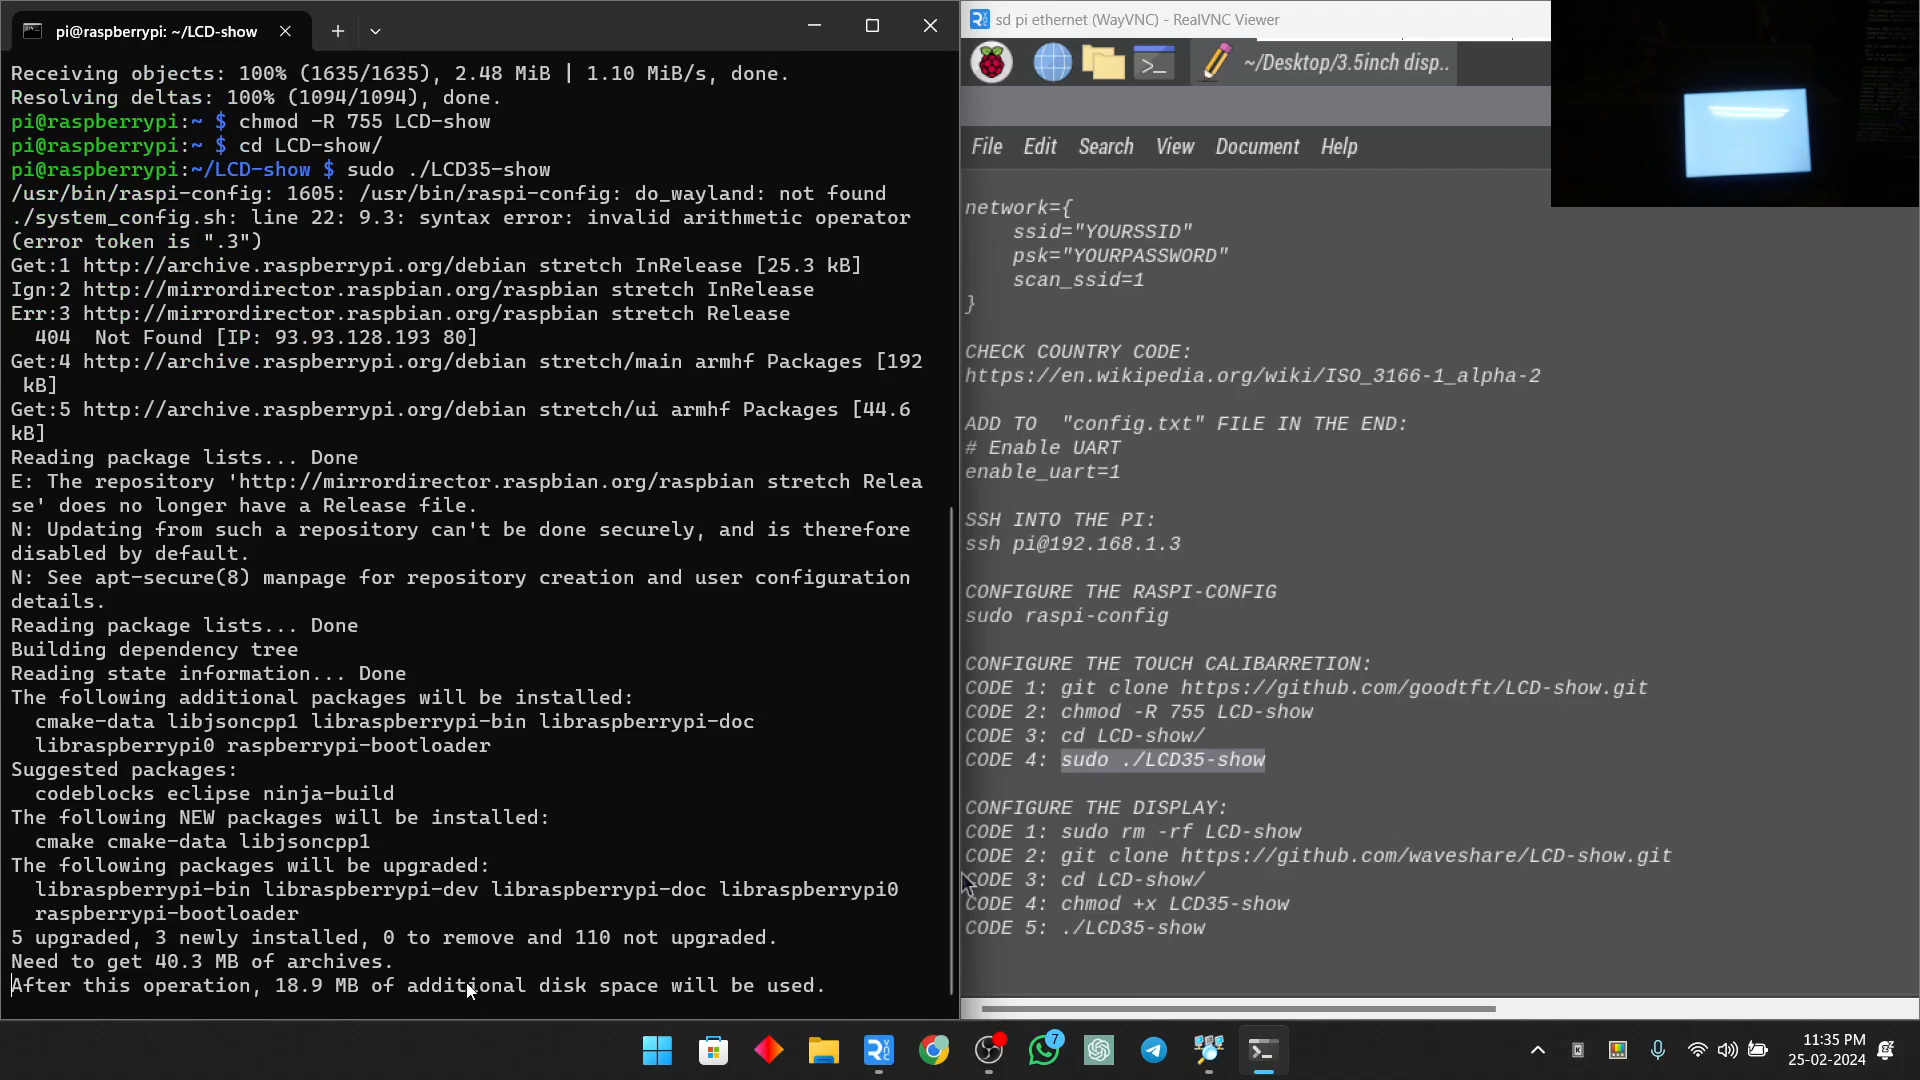 pi@raspberrypi: ~/LCD-show
Receiving objects: 100% (1635/1635), 2.48 MiB | 1.10 MiB/s, done.
Resolving deltas: 100% (1094/1094), done.
pi@raspberrypi:~ $ chmod -R 755 LCD-show
pi@raspberrypi:~ $ cd LCD-show/
pi@raspberrypi:~/LCD-show $ sudo ./LCD35-show
/usr/bin/raspi-config: 1605: /usr/bin/raspi-config: do_wayland: not found
./system_config.sh: line 22: 9.3: syntax error: invalid arithmetic operator
(error token is ".3")
Get:1 http://archive.raspberrypi.org/debian stretch InRelease [25.3 kB]
Ign:2 http://mirrordirector.raspbian.org/raspbian stretch InRelease
Err:3 http://mirrordirector.raspbian.org/raspbian stretch Release
404  Not Found [IP: 93.93.128.193 80]
Get:4 http://archive.raspberrypi.org/debian stretch/main armhf Packages [192
kB]
Get:5 http://archive.raspberrypi.org/debian stretch/ui armhf Packages [44.6
kB]
Reading package lists... Done
E: The repository 'http://mirrordirector.raspbian.org/raspbian stretch Relea
se' does no longer have a Release file.
N: Updating from such a repository can't be done securely, and is therefore
disabled by default.
N: See apt-secure(8) manpage for repository creation and user configuration
details.
Reading package lists... Done
Building dependency tree
Reading state information... Done
The following additional packages will be installed:
cmake-data libjsoncpp1 libraspberrypi-bin libraspberrypi-doc
libraspberrypi0 raspberrypi-bootloader
Suggested packages:
codeblocks eclipse ninja-build
The following NEW packages will be installed:
cmake cmake-data libjsoncpp1
The following packages will be upgraded:
libraspberrypi-bin libraspberrypi-dev libraspberrypi-doc libraspberrypi0
raspberrypi-bootloader
5 upgraded, 3 newly installed, 0 to remove and 110 not upgraded.
Need to get 40.3 MB of archives.
After this operation, 18.9 MB of additional disk space will be used.
sd pi ethernet (WayVNC) - RealVNC Viewer
~/Desktop/3.5inch disp..
File Edit Search View Document Help
network={
ssid="YOURSSID"
psk="YOURPASSWORD"
scan_ssid=1
}
CHECK COUNTRY CODE:
https://en.wikipedia.org/wiki/ISO_3166-1_alpha-2
ADD TO  "config.txt" FILE IN THE END:
# Enable UART
enable_uart=1
SSH INTO THE PI:
ssh pi@192.168.1.3
CONFIGURE THE RASPI-CONFIG
sudo raspi-config
CONFIGURE THE TOUCH CALIBARRETION:
CODE 1: git clone https://github.com/goodtft/LCD-show.git
CODE 2: chmod -R 755 LCD-show
CODE 3: cd LCD-show/
CODE 4: sudo ./LCD35-show
CONFIGURE THE DISPLAY:
CODE 1: sudo rm -rf LCD-show
CODE 2: git clone https://github.com/waveshare/LCD-show.git
CODE 3: cd LCD-show/
CODE 4: chmod +x LCD35-show
CODE 5: ./LCD35-show
7
11:35 PM
25-02-2024